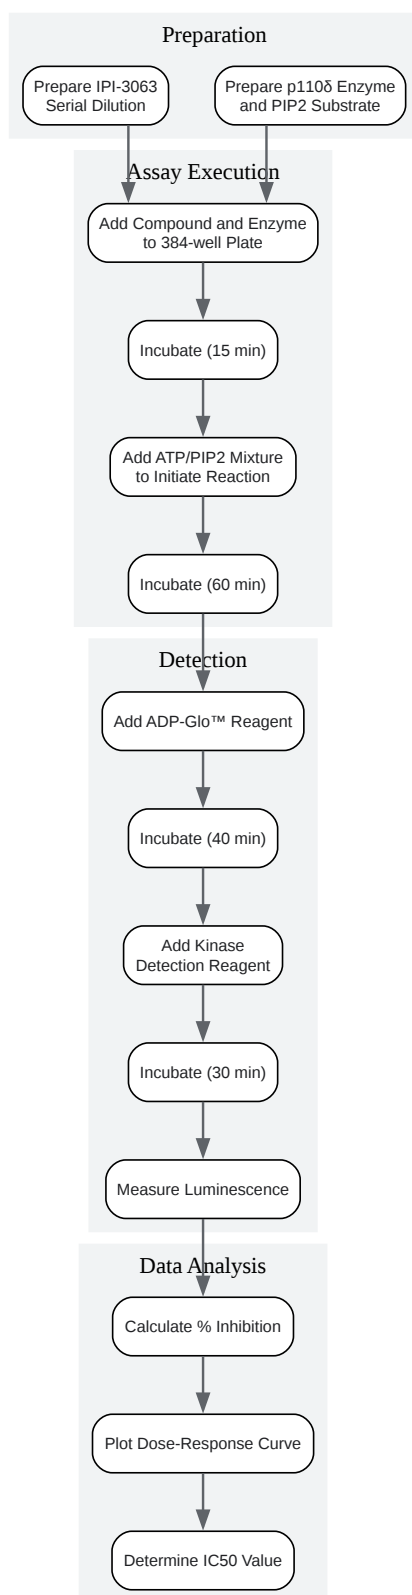 Preparation
Prepare IPI-3063
Serial Dilution
Prepare p110δ Enzyme
and PIP2 Substrate
Assay Execution
Add Compound and Enzyme
to 384-well Plate
Incubate (15 min)
Add ATP/PIP2 Mixture
to Initiate Reaction
Incubate (60 min)
Detection
Add ADP-Glo™ Reagent
Incubate (40 min)
Add Kinase
Detection Reagent
Incubate (30 min)
Measure Luminescence
Data Analysis
Calculate % Inhibition
Plot Dose-Response Curve
Determine IC50 Value